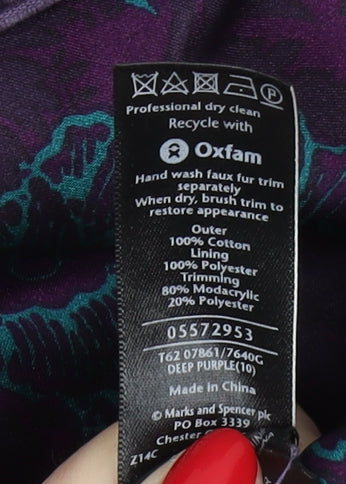 P
Professional dry clean
Recycle with
Oxfam
Hand wash faux fur trim
separately
When dry, brush trim to
restore appearance
Outer
100% Cotton
Lining
100% Polyester
Trimming
80% Modacrylic
20% Polyester
05572953
T62 07861/7640G
DEEP PURPLE(10)
Made in China
© Marks and Spencer plc
PO Box 3339
Chester
Z14C